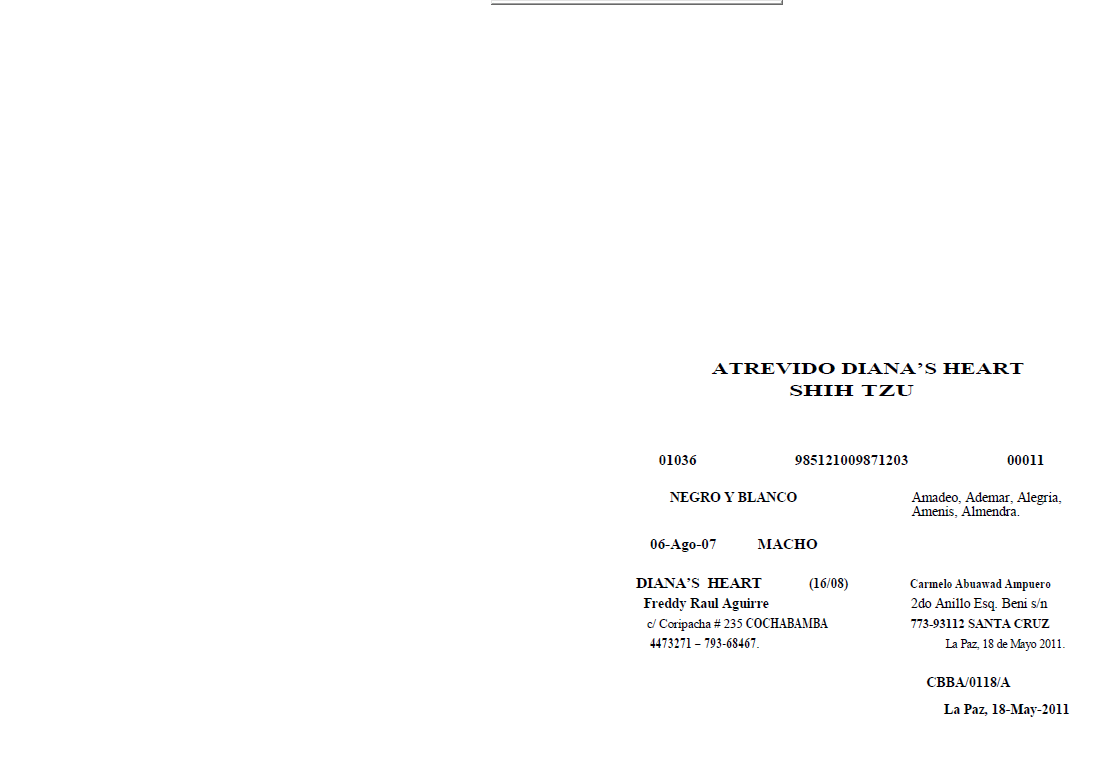 ATREVIDO DIANA’S HEART
SHIH TZU
01036 985121009871203 00011
NEGRO Y BLANCO Amadeo, Ademar, Alegria,
Amenis, Almendra.
06-Ago-07 MACHO
DIANA’S HEART (16/08) Carmelo Abuawad Ampuero
Freddy Raul Aguirre 2do Anillo Esq. Beni s/n
c/ Coripacha # 235 COCHABAMBA 773-93112 SANTA CRUZ
4473271 – 793-68467. La Paz, 18 de Mayo 2011.
CBBA/0118/A
La Paz, 18-May-2011